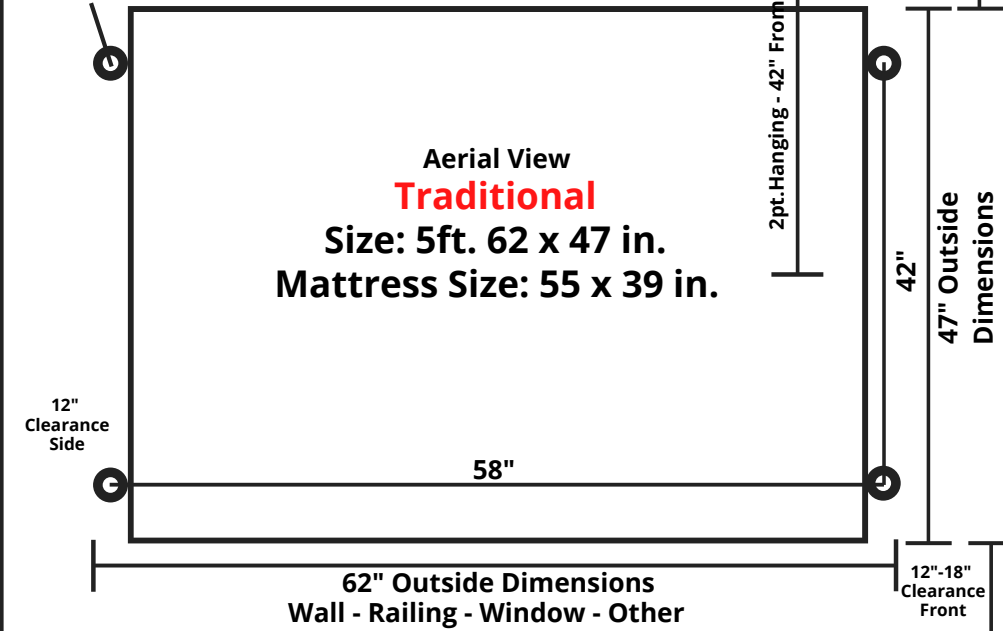 2pt.Hanging - 42" From
Aerial View
Traditional
Size: 5ft. 62 x 47 in.
Mattress Size: 55 x 39 in.
42"
47" Outside
Dimensions
12"
Clearance
Side
58"
62" Outside Dimensions
Wall - Railing - Window - Other
12"-18"
Clearance
Front